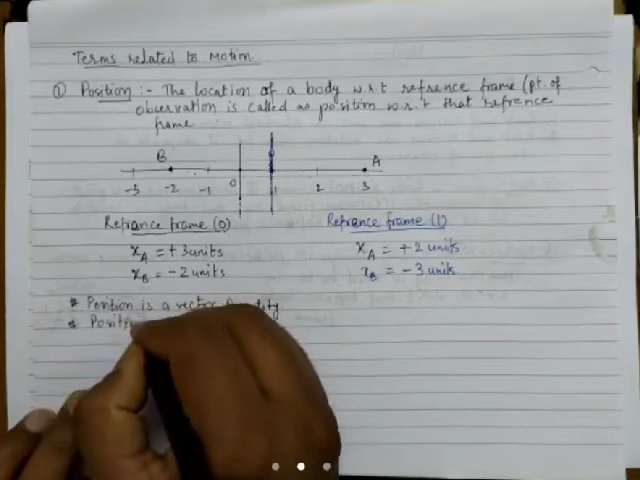 Terms related to Motion.
① Position :- The location of a body w.r.t refrence frame (pt. of
observation is called as position w.r.t that refrence
frame
B A
-3 -2 -1 0 1 2 3
Refrance frame (0) Refrance frame (1)
xA = +3 units xA = +2 units
xB = -2 units xB = -3 units
* Position is a vector
*